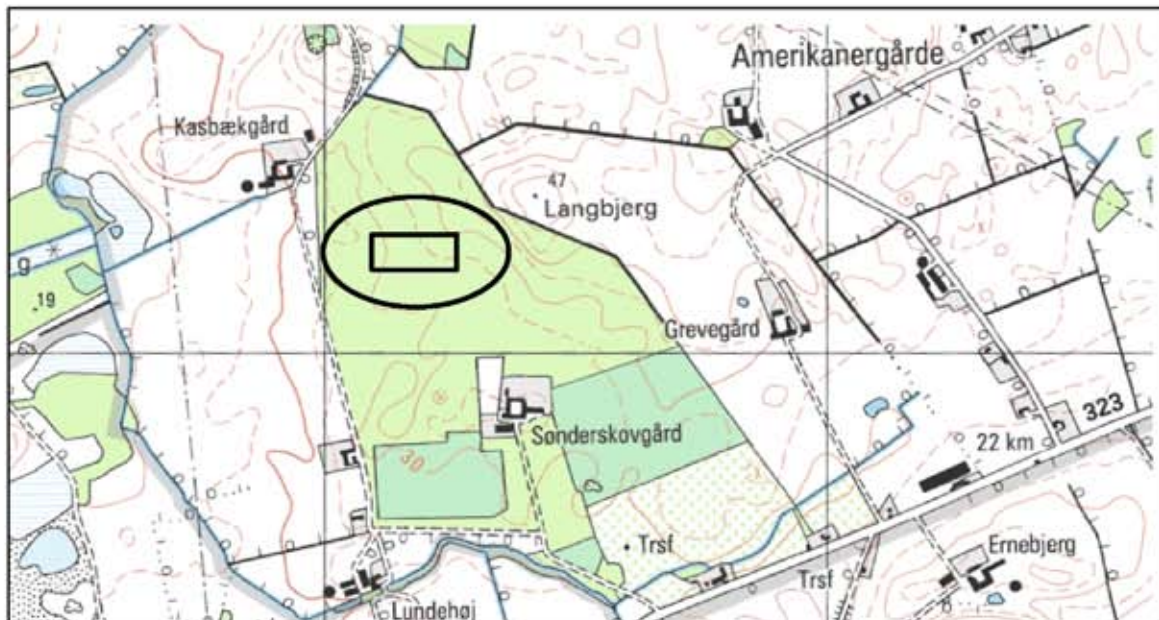 Amerikanergårde
Kasbækgård
47
Langbjerg
g
19
Grevegård
323
Sønderskovgård
22 km
30
Trsf
Ernebjerg
Trsf
Lundehøj